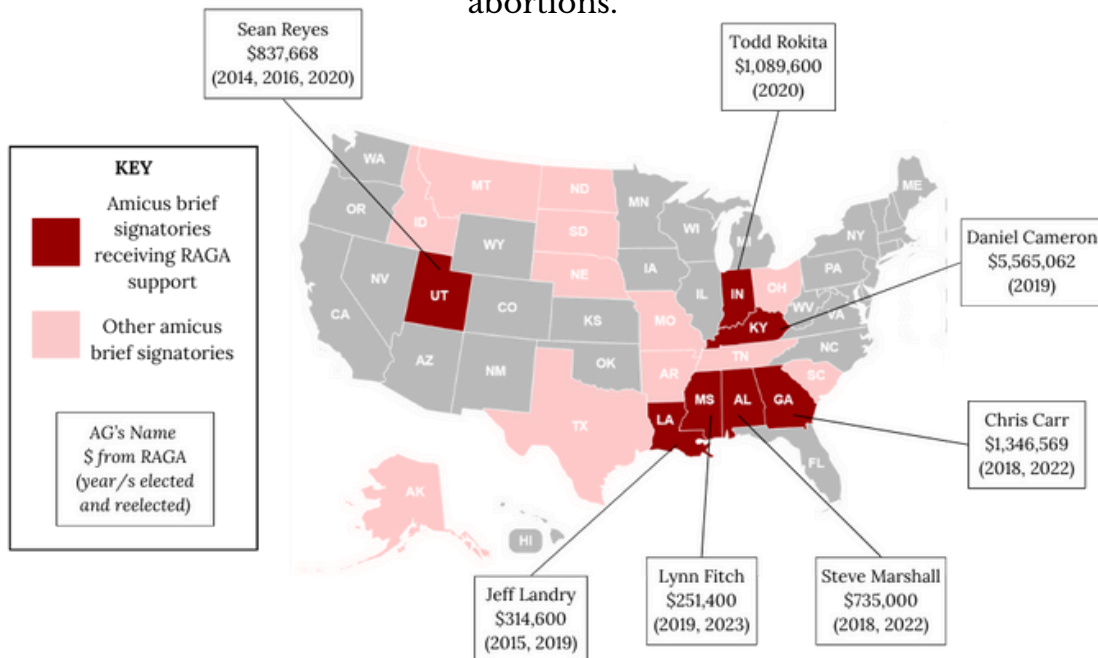 abortions.
Sean Reyes
$837,668
(2014, 2016, 2020)
Todd Rokita
$1,089,600
(2020)
KEY
Amicus brief
signatories
receiving RAGA
support
Other amicus
brief signatories
AG's Name
$ from RAGA
(year/s elected
and reelected)
WA
OR
CA
NV
ID
MT
WY
UT
AZ
CO
NM
ND
SD
NE
KS
OK
TX
MN
IA
MO
AR
LA
WI
IL
MI
IN
OH
KY
TN
MS
AL
GA
FL
SC
NC
VA
WV
PA
NY
ME
AK
HI
Daniel Cameron
$5,565,062
(2019)
Chris Carr
$1,346,569
(2018, 2022)
Jeff Landry
$314,600
(2015, 2019)
Lynn Fitch
$251,400
(2019, 2023)
Steve Marshall
$735,000
(2018, 2022)